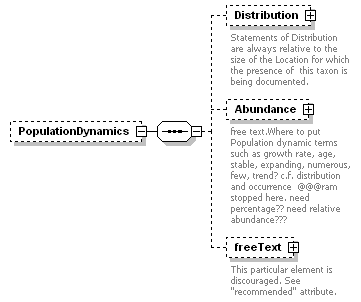 Distribution
Statements of Distribution
are always relative to the
size of the Location for which
the presence of this taxon is
being documented.
PopulationDynamics
Abundance
free text.Where to put
Population dynamic terms
such as growth rate, age,
stable, expanding, numerous,
few, trend? c.f. distribution
and occurrence @@@ram
stopped here. need
percentage?? need relative
abundance???
freeText
This particular element is
discouraged. See
"recommended" attribute.